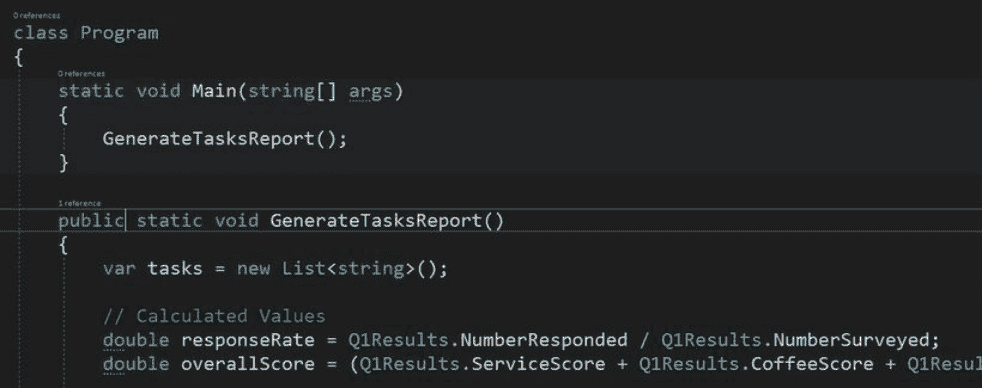 0 references
class Program
{
0 references
static void Main(string[] args)
{
GenerateTasksReport();
}
1 reference
public static void GenerateTasksReport()
{
var tasks = new List<string>();
// Calculated Values
double responseRate = Q1Results.NumberResponded / Q1Results.NumberSurveyed;
double overallScore = (Q1Results.ServiceScore + Q1Results.CoffeeScore + Q1Resul